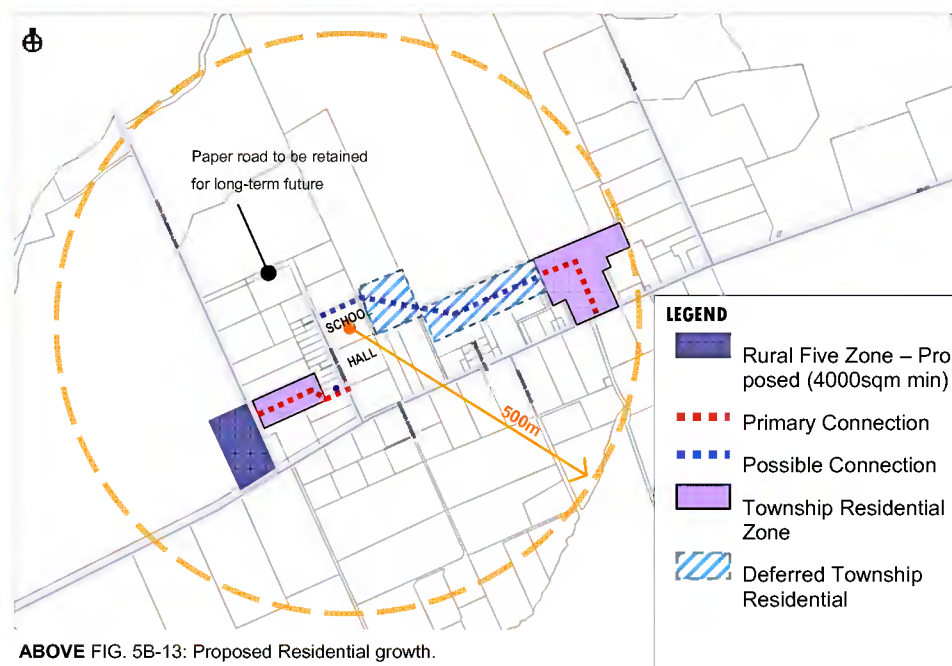 Paper road to be retained
for long-term future
SCHOO
HALL
500m
LEGEND
Rural Five Zone – Pro
posed (4000sqm min)
Primary Connection
Possible Connection
Township Residential
Zone
Deferred Township
Residential
ABOVE FIG. 5B-13: Proposed Residential growth.